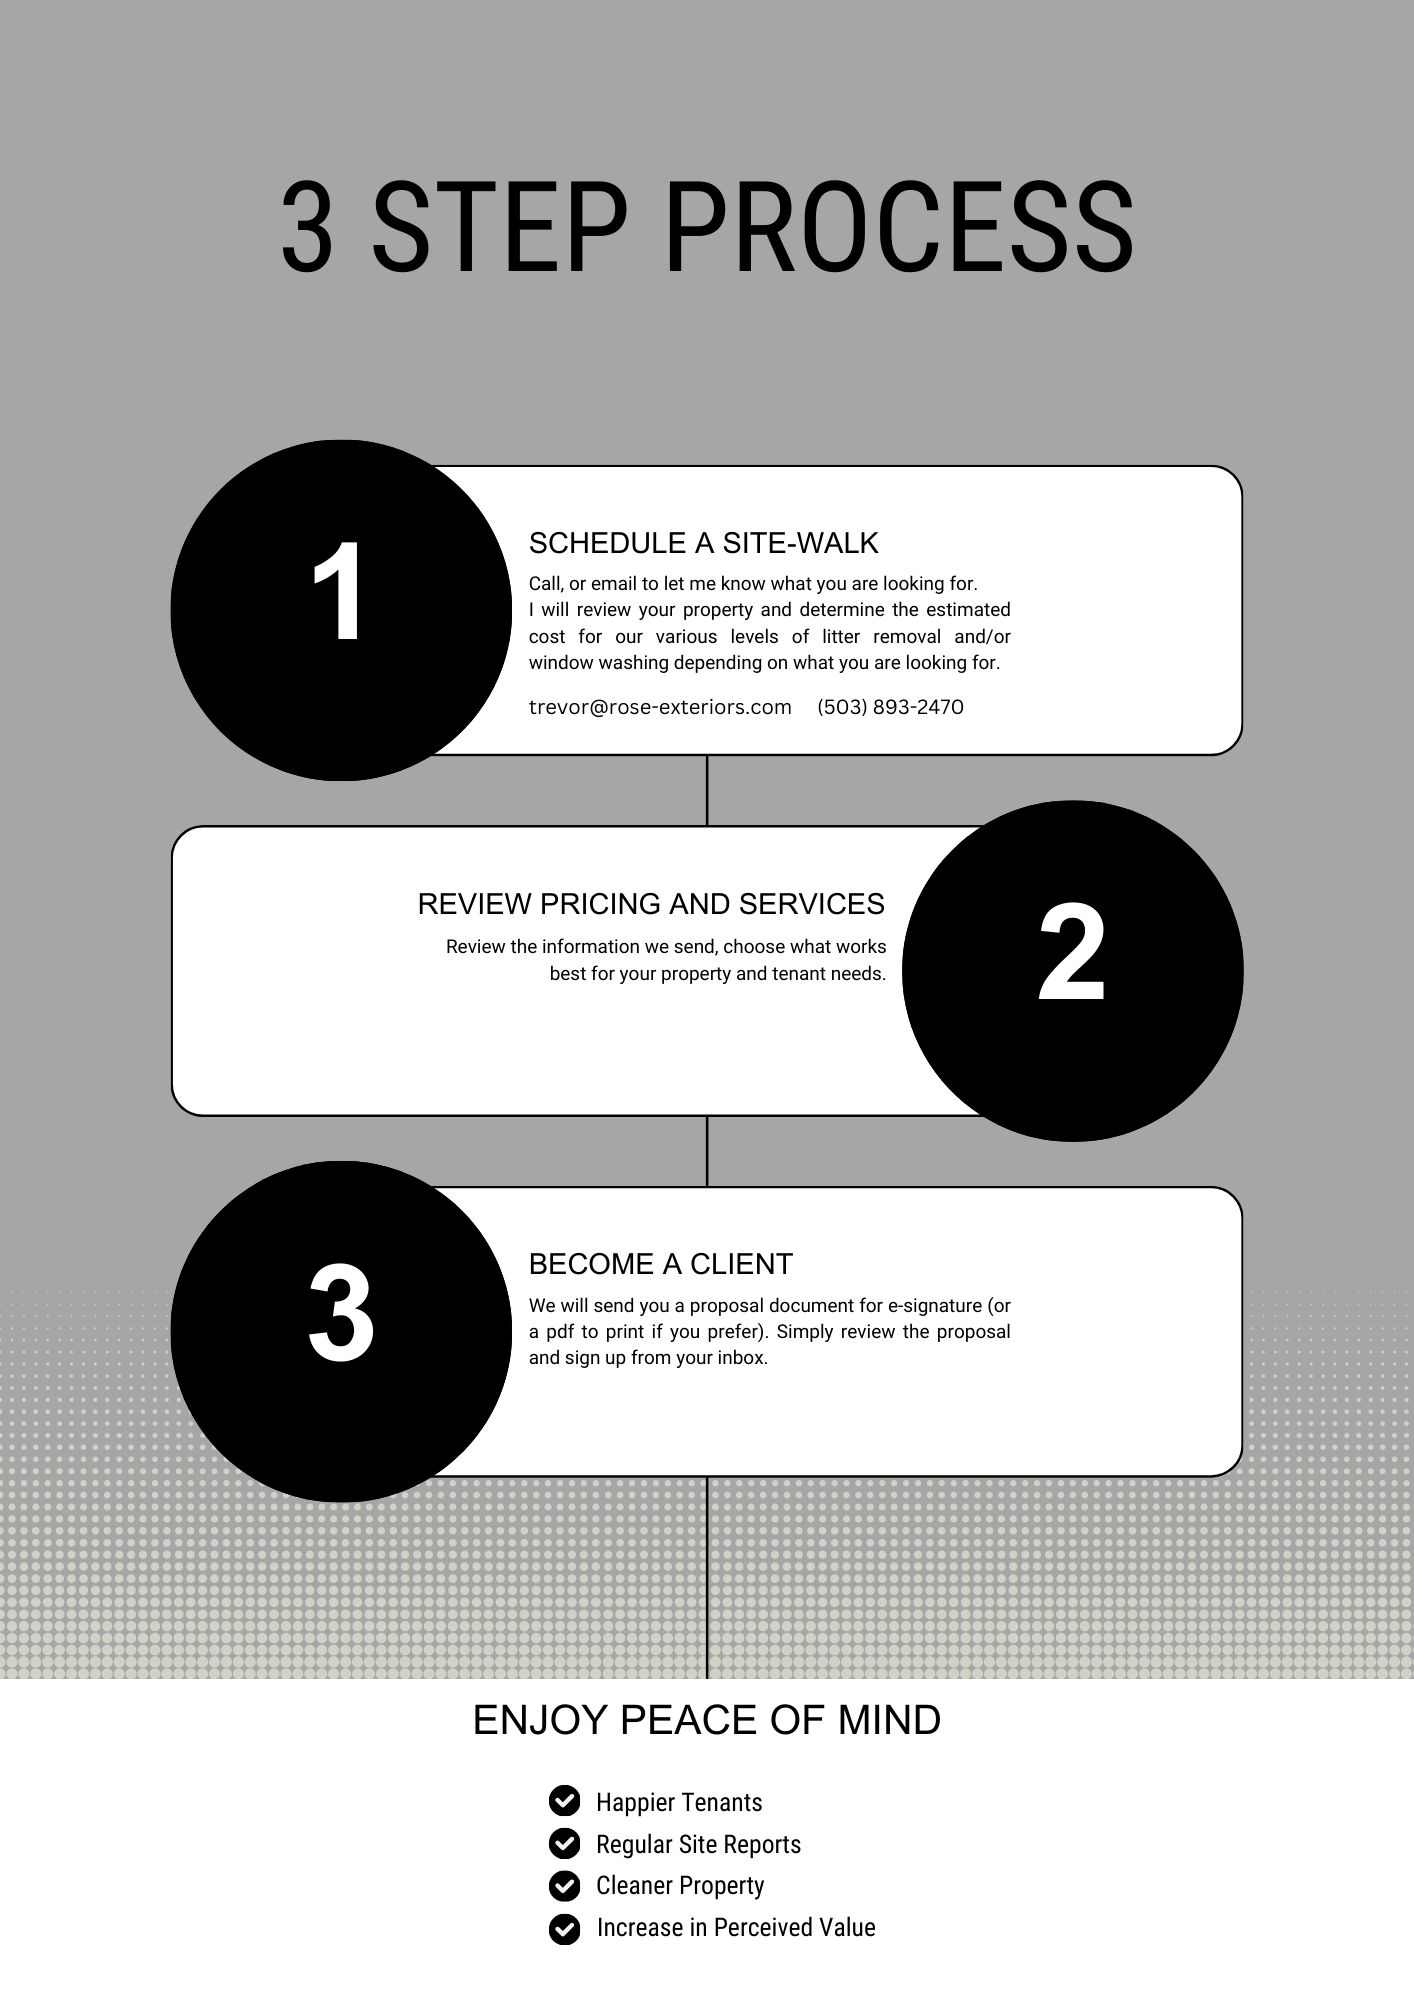 3 STEP PROCESS
1
SCHEDULE A SITE-WALK
Call, or email to let me know what you are looking for.
I will review your property and determine the estimated
cost for our various levels of litter removal and/or
window washing depending on what you are looking for.
trevor@rose-exteriors.com (503) 893-2470
REVIEW PRICING AND SERVICES
Review the information we send, choose what works
best for your property and tenant needs.
2
3
BECOME A CLIENT
We will send you a proposal document for e-signature (or
a pdf to print if you prefer). Simply review the proposal
and sign up from your inbox.
ENJOY PEACE OF MIND
Happier Tenants
Regular Site Reports
Cleaner Property
Increase in Perceived Value